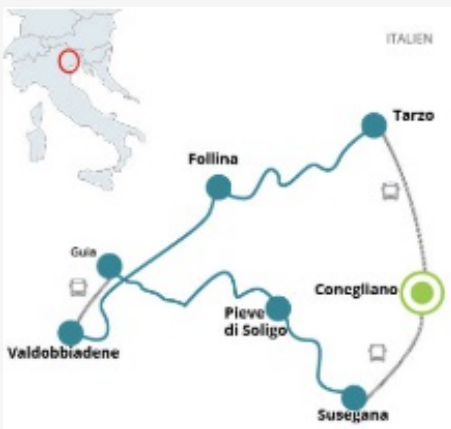 ITALIEN
Tarzo
Follina
Guia
Conegliano
Pieve
di Soligo
Valdobbiadene
Susegana